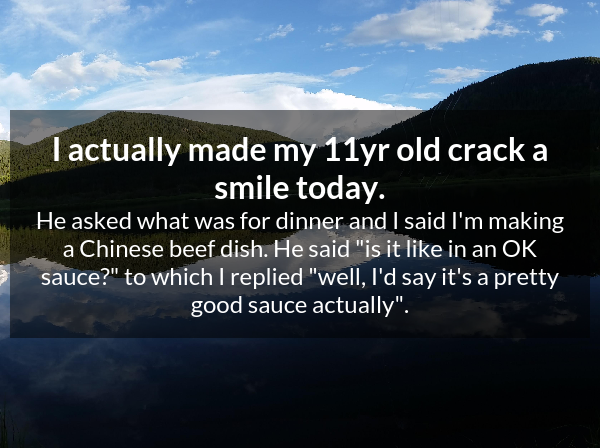 I actually made my 11yr old crack a
smile today.
He asked what was for dinner and I said I'm making
a Chinese beef dish. He said "is it like in an OK
sauce?" to which I replied "well, I'd say it's a pretty
good sauce actually".